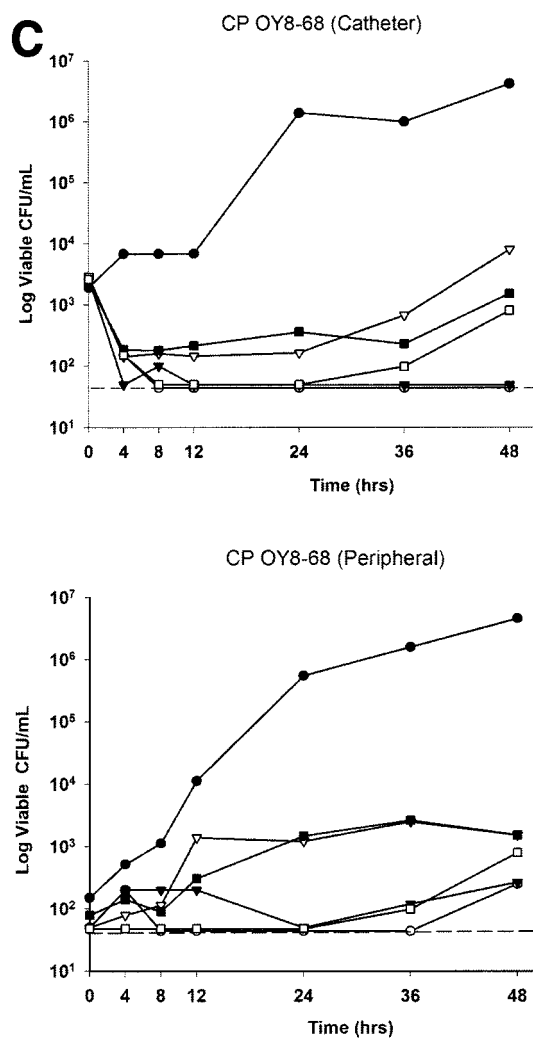 C
CP OY8-68 (Catheter)
Log Viable CFU/mL
10⁷
10⁶
10⁵
10⁴
10³
10²
10¹
0 4 8 12 24 36 48
Time (hrs)
CP OY8-68 (Peripheral)
Log Viable CFU/mL
10⁷
10⁶
10⁵
10⁴
10³
10²
10¹
0 4 8 12 24 36 48
Time (hrs)